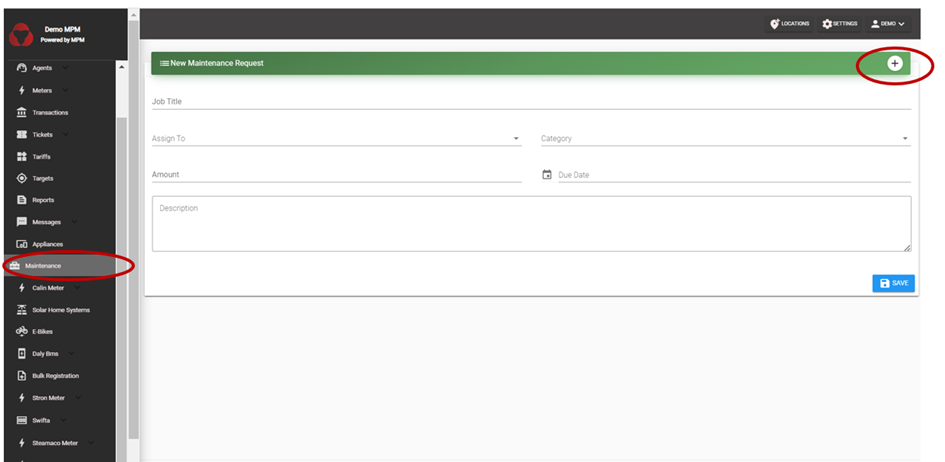 Demo MPM
Powered by MPM
LOCATIONS
SETTINGS
DEMO
Agents
Meters
Transactions
Tickets
Tariffs
Targets
Reports
Messages
Appliances
Maintenance
Calin Meter
Solar Home Systems
E-Bikes
Daly Bms
Bulk Registration
Stron Meter
Swifta
Steamaco Meter
New Maintenance Request
Job Title
Assign To
Category
Amount
Due Date
Description
SAVE